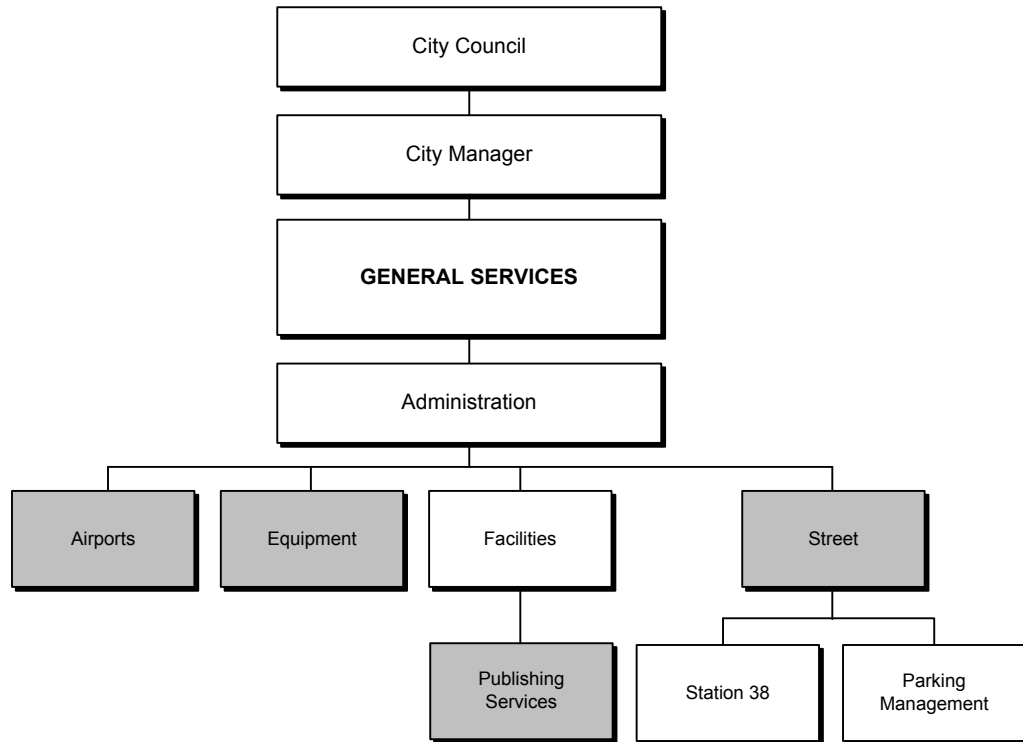 City Council
City Manager
GENERAL SERVICES
Administration
Airports
Equipment
Facilities
Street
Publishing
Services
Station 38
Parking
Management